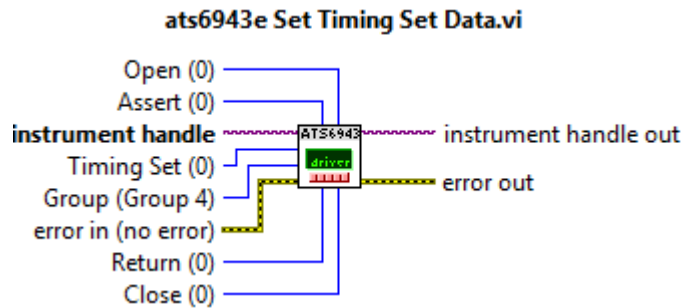 ats6943e Set Timing Set Data.vi
Open (0)
Assert (0)
instrument handle
ATS6943
instrument handle out
Timing Set (0)
driver
Group (Group 4)
error out
error in (no error)
Return (0)
Close (0)